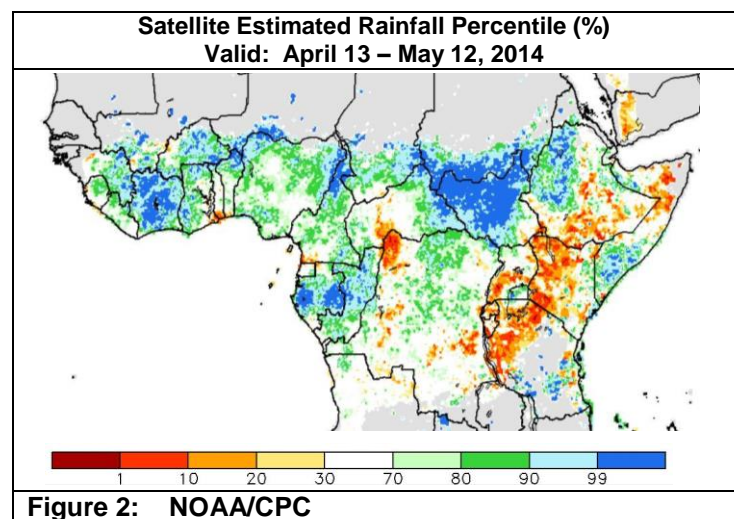 Satellite Estimated Rainfall Percentile (%)
Valid: April 13 – May 12, 2014
1 10 20 30 70 80 90 99
Figure 2: NOAA/CPC